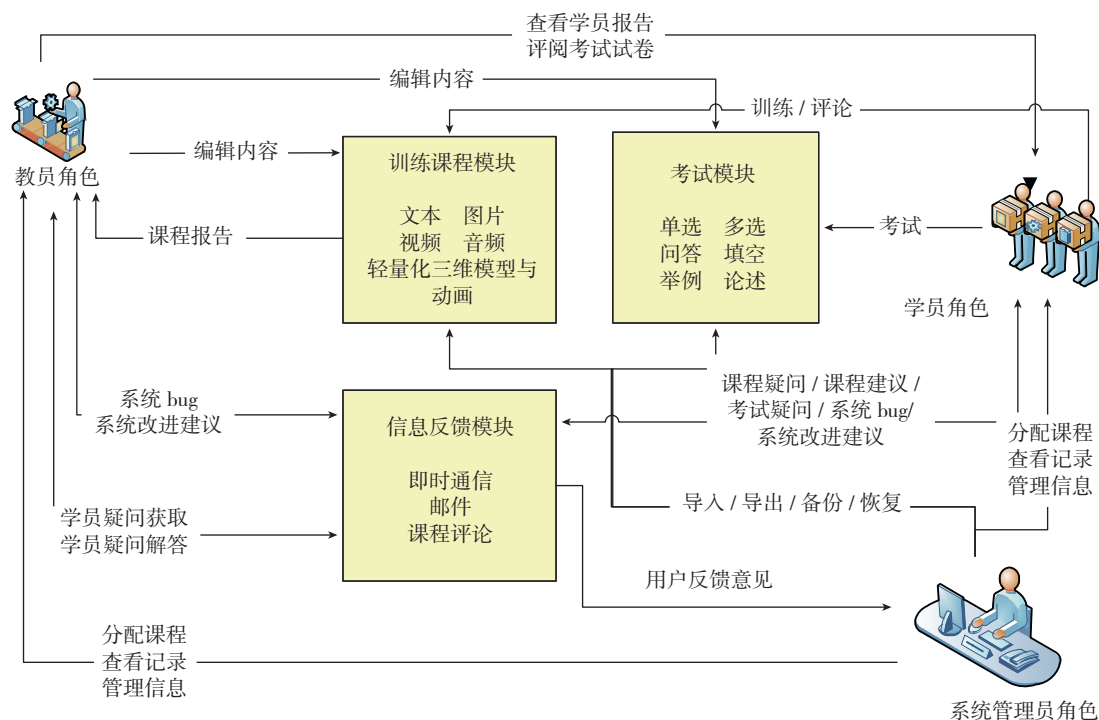 查看学员报告
评阅考试试卷
编辑内容
训练 / 评论
编辑内容
教员角色
课程报告
训练课程模块
文本 图片
视频 音频
轻量化三维模型与
动画
考试模块
单选 多选
问答 填空
举例 论述
考试
学员角色
系统 bug
系统改进建议
信息反馈模块
即时通信
邮件
课程评论
课程疑问 / 课程建议 /
考试疑问 / 系统 bug/
系统改进建议
分配课程
查看记录
管理信息
导入 / 导出 / 备份 / 恢复
学员疑问获取
学员疑问解答
用户反馈意见
分配课程
查看记录
管理信息
系统管理员角色